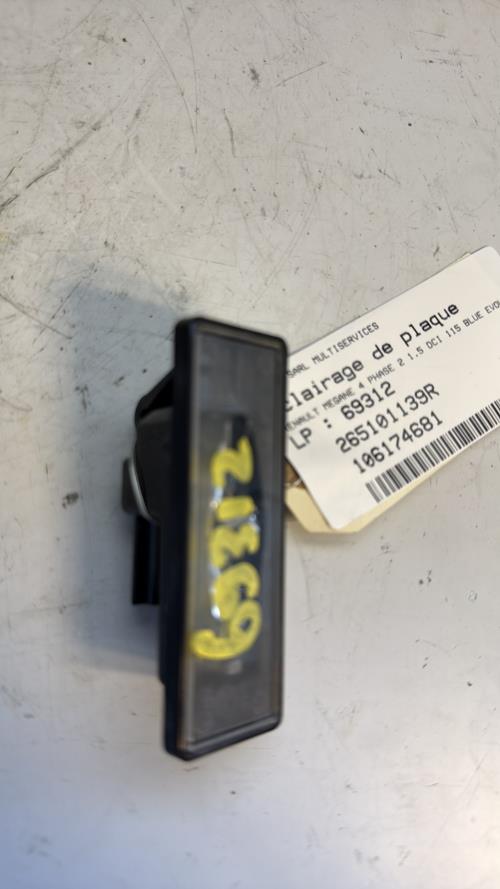 SARL MULTISERVICES
clairage de plaque
RENAULT MEGANE 4 PHASE 2 1.5 DCI 115 BLUE EVO
LP : 69312
265101139R
106174681
69312